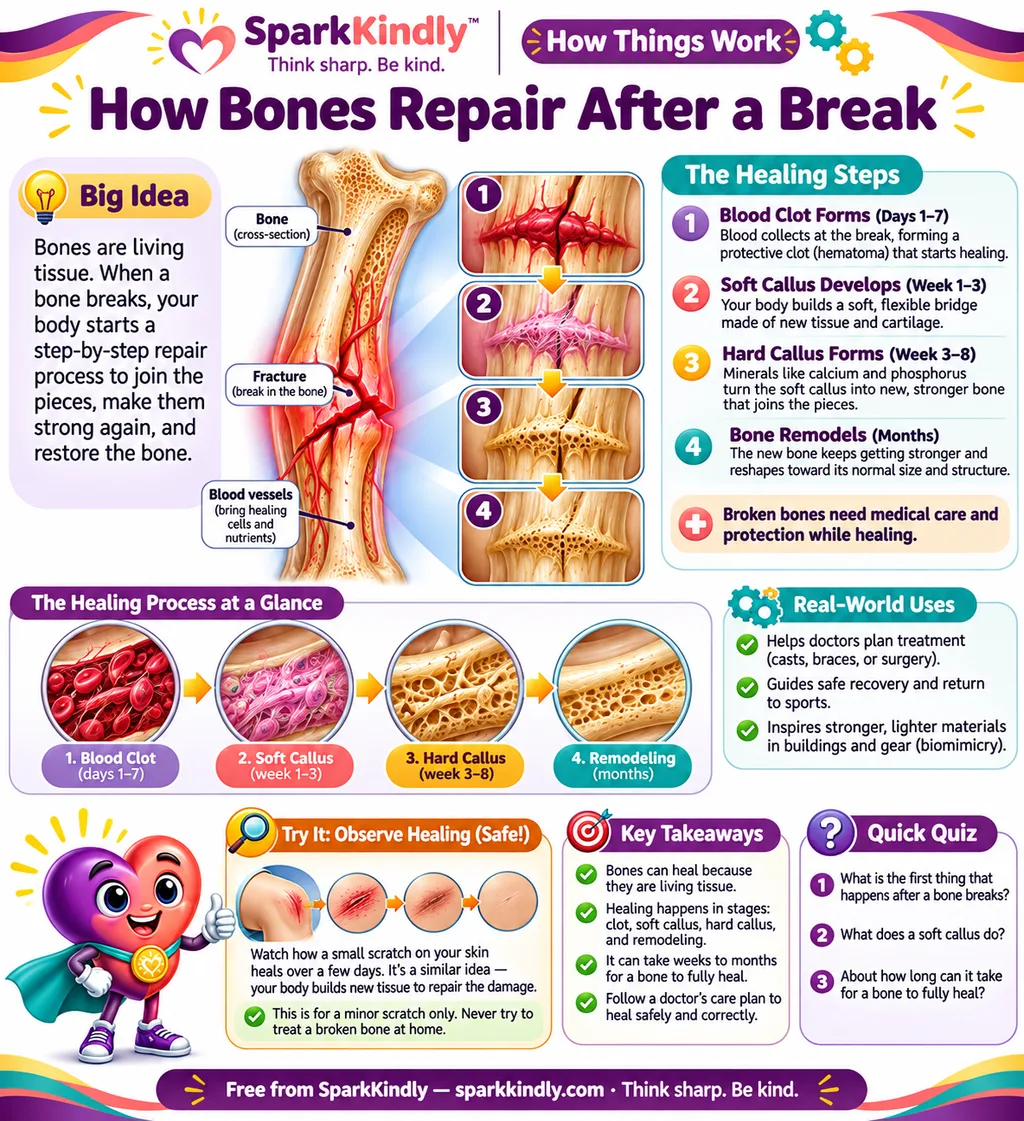 SparkKindly™
Think sharp. Be kind.
How Things Work
How Bones Repair After a Break
Big Idea
Bones are living
tissue. When a
bone breaks, your
body starts a
step-by-step repair
process to join the
pieces, make them
strong again, and
restore the bone.
Bone
(cross-section)
Fracture
(break in the bone)
Blood vessels
(bring healing
cells and
nutrients)
1
2
3
4
The Healing Steps
1 Blood Clot Forms (Days 1–7)
Blood collects at the break, forming a
protective clot (hematoma) that starts healing.
2 Soft Callus Develops (Week 1–3)
Your body builds a soft, flexible bridge
made of new tissue and cartilage.
3 Hard Callus Forms (Week 3–8)
Minerals like calcium and phosphorus
turn the soft callus into new, stronger bone
that joins the pieces.
4 Bone Remodels (Months)
The new bone keeps getting stronger and
reshapes toward its normal size and structure.
Broken bones need medical care and
protection while healing.
The Healing Process at a Glance
1. Blood Clot
(days 1–7)
2. Soft Callus
(week 1–3)
3. Hard Callus
(week 3–8)
4. Remodeling
(months)
Real-World Uses
Helps doctors plan treatment
(casts, braces, or surgery).
Guides safe recovery and return
to sports.
Inspires stronger, lighter materials
in buildings and gear (biomimicry).
Try It: Observe Healing (Safe!)
Watch how a small scratch on your skin
heals over a few days. It's a similar idea —
your body builds new tissue to repair the damage.
This is for a minor scratch only. Never try to
treat a broken bone at home.
Key Takeaways
Bones can heal because
they are living tissue.
Healing happens in stages:
clot, soft callus, hard callus,
and remodeling.
It can take weeks to months
for a bone to fully heal.
Follow a doctor's care plan to
heal safely and correctly.
? Quick Quiz
1 What is the first thing that
happens after a bone breaks?
2 What does a soft callus do?
3 About how long can it take
for a bone to fully heal?
Free from SparkKindly — sparkkindly.com · Think sharp. Be kind.